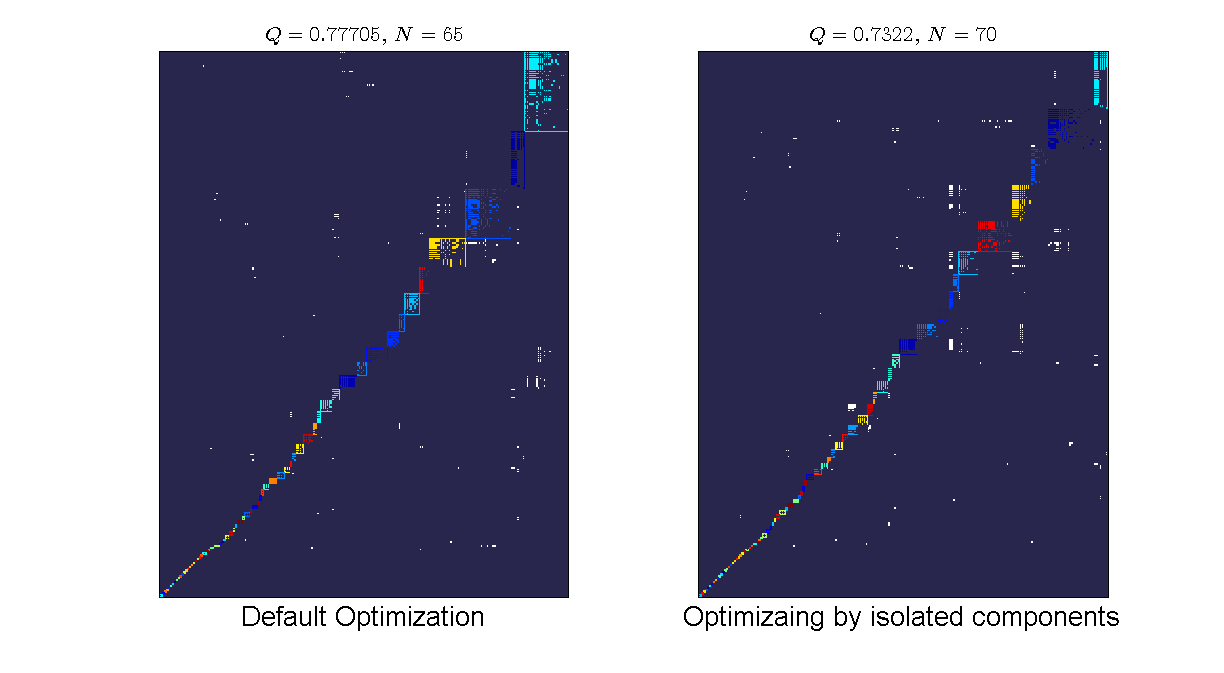 Q = 0.77705, N = 65
Q = 0.7322, N = 70
Default Optimization
Optimizaing by isolated components